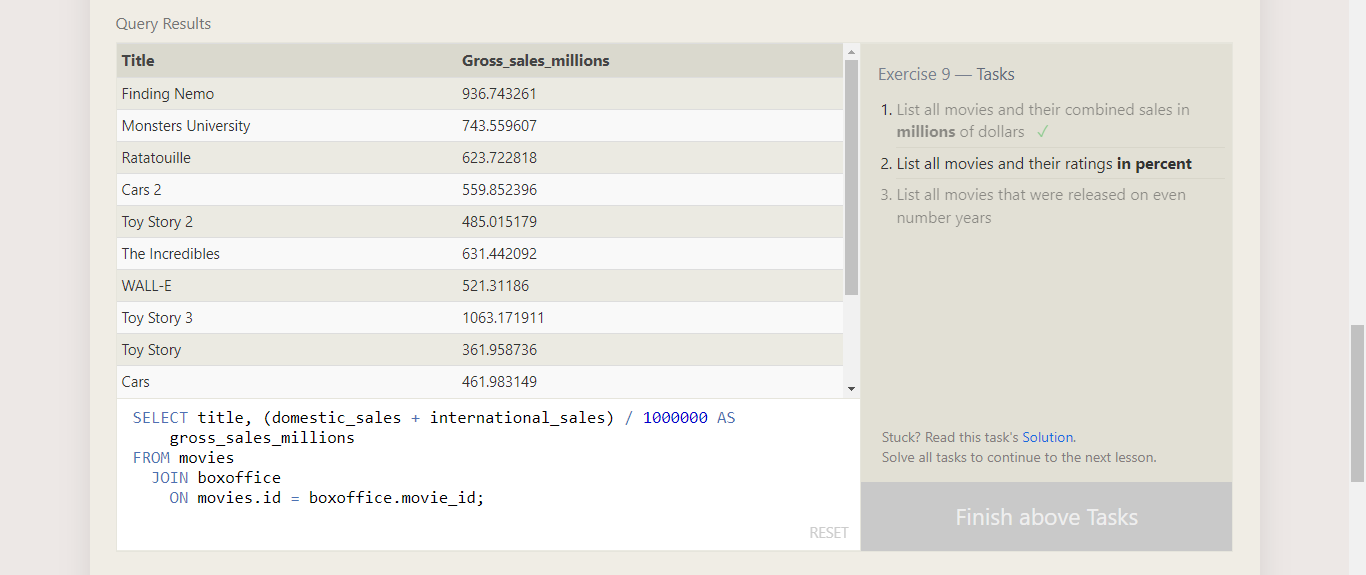 Query Results
Title Gross_sales_millions
Finding Nemo 936.743261
Monsters University 743.559607
Ratatouille 623.722818
Cars 2 559.852396
Toy Story 2 485.015179
The Incredibles 631.442092
WALL-E 521.31186
Toy Story 3 1063.171911
Toy Story 361.958736
Cars 461.983149
SELECT title, (domestic_sales + international_sales) / 1000000 AS
gross_sales_millions
FROM movies
JOIN boxoffice
ON movies.id = boxoffice.movie_id;
RESET
Exercise 9 — Tasks
1. List all movies and their combined sales in
millions of dollars ✓
2. List all movies and their ratings in percent
3. List all movies that were released on even
number years
Stuck? Read this task's Solution.
Solve all tasks to continue to the next lesson.
Finish above Tasks